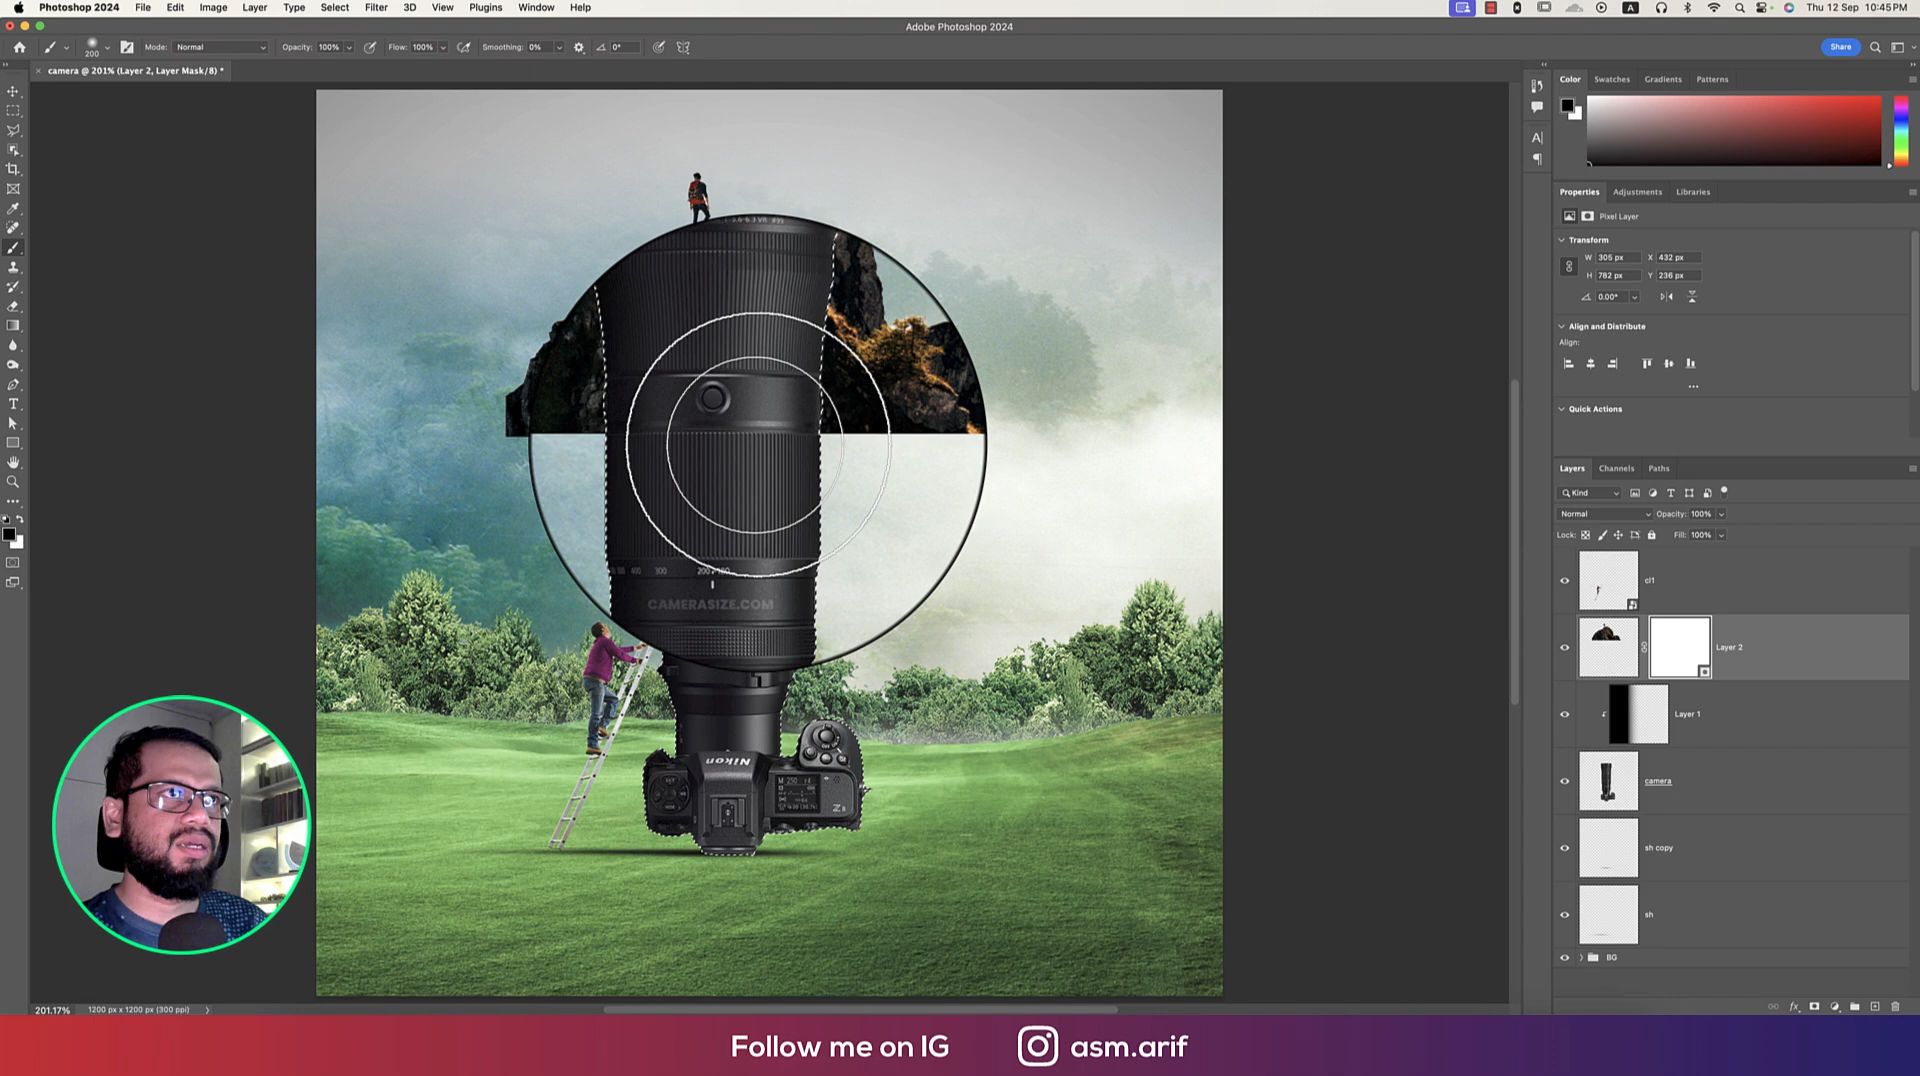 Photoshop 2024 File Edit Image Layer Type Select Filter 3D View Plugins Window Help A Thu 12 Sep 10:45 PM
Adobe Photoshop 2024
200 Mode: Normal Opacity: 100% Flow: 100% Smoothing: 0% 0° Share
× camera @ 201% (Layer 2, Layer Mask/8) *
Color Swatches Gradients Patterns
Properties Adjustments Libraries
Pixel Layer
Transform
W 305 px X 432 px
H 782 px Y 236 px
0.00°
Align and Distribute
Align:
Quick Actions
Layers Channels Paths
Kind
Normal Opacity: 100%
Lock: Fill: 100%
cl1
Layer 2
Layer 1
camera
sh copy
sh
BG
400 300 200
CAMERASIZE.COM
Nikon
201.17% 1200 px x 1200 px (300 ppi)
Follow me on IG asm.arif